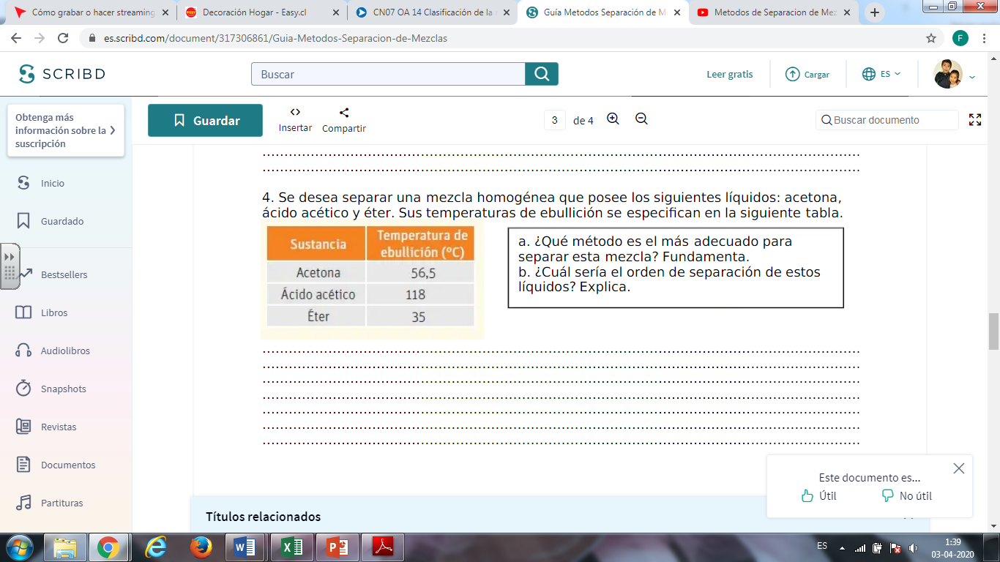 Cómo grabar o hacer streaming
Decoración Hogar - Easy.cl
CN07 OA 14 Clasificación de la
Guía Metodos Separación de M
Metodos de Separacion de Mez
es.scribd.com/document/317306861/Guia-Metodos-Separacion-de-Mezclas
F
SCRIBD
Buscar
Leer gratis
Cargar
ES
Obtenga más
información sobre la
suscripción
Guardar
Insertar
Compartir
3 de 4
Buscar documento
Inicio
Guardado
Bestsellers
Libros
Audiolibros
Snapshots
Revistas
Documentos
Partituras
4. Se desea separar una mezcla homogénea que posee los siguientes líquidos: acetona,
ácido acético y éter. Sus temperaturas de ebullición se especifican en la siguiente tabla.
Sustancia
Temperatura de
ebullición (ºC)
Acetona 56,5
Ácido acético 118
Éter 35
a. ¿Qué método es el más adecuado para
separar esta mezcla? Fundamenta.
b. ¿Cuál sería el orden de separación de estos
líquidos? Explica.
Este documento es...
Útil
No útil
Títulos relacionados
ES
1:39
03-04-2020